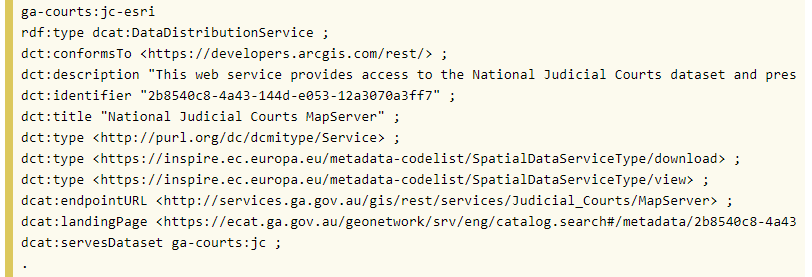 ga-courts:jc-esri
rdf:type dcat:DataDistributionService ;
dct:conformsTo <https://developers.arcgis.com/rest/> ;
dct:description "This web service provides access to the National Judicial Courts dataset and pres
dct:identifier "2b8540c8-4a43-144d-e053-12a3070a3ff7" ;
dct:title "National Judicial Courts MapServer" ;
dct:type <http://purl.org/dc/dcmitype/Service> ;
dct:type <https://inspire.ec.europa.eu/metadata-codelist/SpatialDataServiceType/download> ;
dct:type <https://inspire.ec.europa.eu/metadata-codelist/SpatialDataServiceType/view> ;
dcat:endpointURL <http://services.ga.gov.au/gis/rest/services/Judicial_Courts/MapServer> ;
dcat:landingPage <https://ecat.ga.gov.au/geonetwork/srv/eng/catalog.search#/metadata/2b8540c8-4a43
dcat:servesDataset ga-courts:jc ;
.